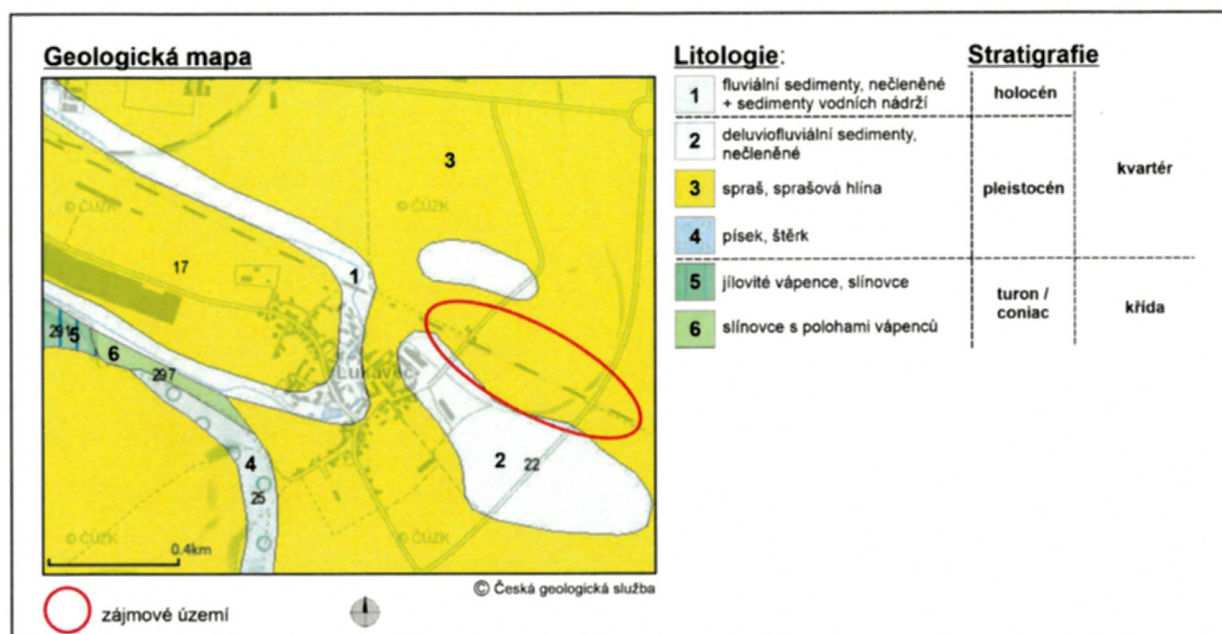 Geologická mapa
© ČÚZK
© ČÚZK
3
17
1
Lukavec
5
6
29 7
4
25
2
22
© ČÚZK
© ČÚZK
0.4km
© Česká geologická služba
zájmové území
Litologie:
Stratigrafie
1 fluviální sedimenty, nečleněné
+ sedimenty vodních nádrží
holocén
2 deluviofluviální sedimenty,
nečleněné
3 spraš, sprašová hlína
pleistocén
kvartér
4 písek, štěrk
5 jílovité vápence, slínovce
turon /
coniac
křída
6 slínovce s polohami vápenců